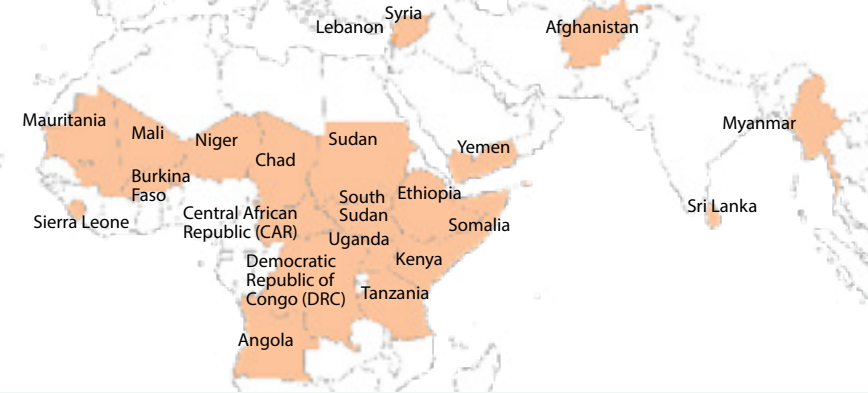 Syria
Lebanon
Afghanistan
Mauritania
Mali
Niger
Sudan
Chad
Yemen
Myanmar
Burkina
Faso
Sierra Leone
Central African
Republic (CAR)
South
Sudan
Ethiopia
Somalia
Sri Lanka
Uganda
Kenya
Democratic
Republic of
Congo (DRC)
Tanzania
Angola